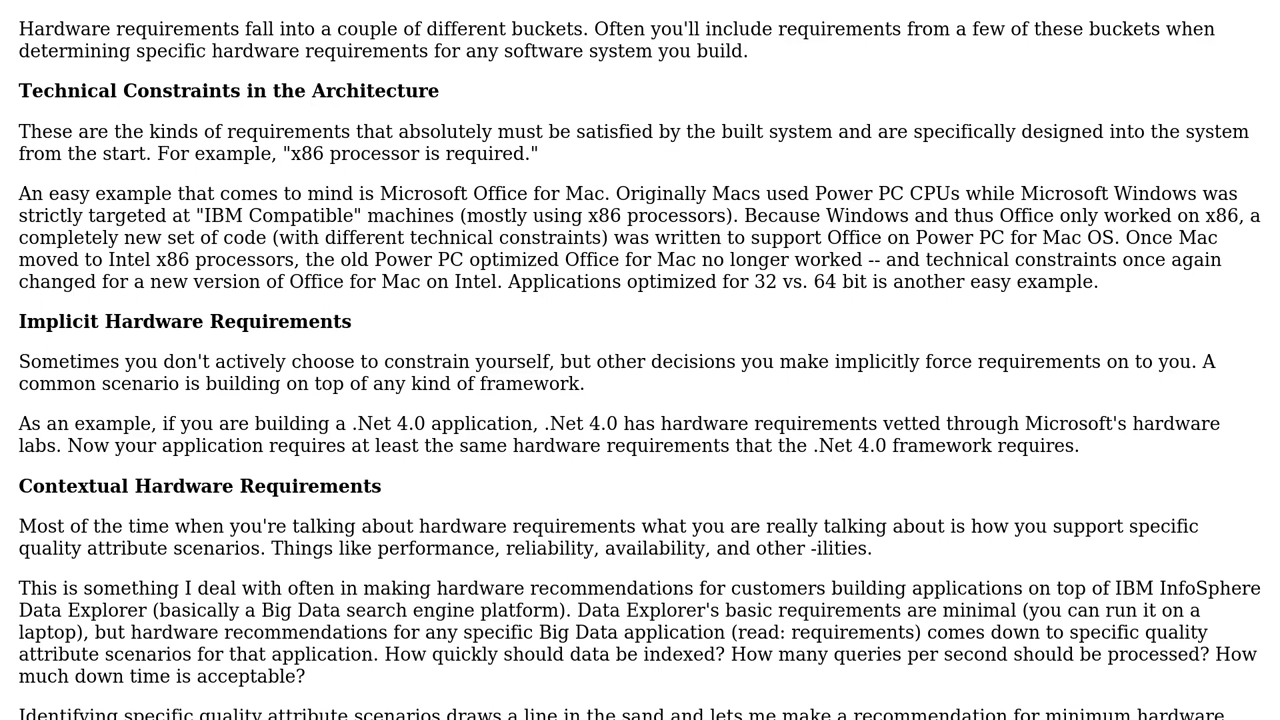 Hardware requirements fall into a couple of different buckets. Often you'll include requirements from a few of these buckets when
determining specific hardware requirements for any software system you build.
Technical Constraints in the Architecture
These are the kinds of requirements that absolutely must be satisfied by the built system and are specifically designed into the system
from the start. For example, "x86 processor is required."
An easy example that comes to mind is Microsoft Office for Mac. Originally Macs used Power PC CPUs while Microsoft Windows was
strictly targeted at "IBM Compatible" machines (mostly using x86 processors). Because Windows and thus Office only worked on x86, a
completely new set of code (with different technical constraints) was written to support Office on Power PC for Mac OS. Once Mac
moved to Intel x86 processors, the old Power PC optimized Office for Mac no longer worked -- and technical constraints once again
changed for a new version of Office for Mac on Intel. Applications optimized for 32 vs. 64 bit is another easy example.
Implicit Hardware Requirements
Sometimes you don't actively choose to constrain yourself, but other decisions you make implicitly force requirements on to you. A
common scenario is building on top of any kind of framework.
As an example, if you are building a .Net 4.0 application, .Net 4.0 has hardware requirements vetted through Microsoft's hardware
labs. Now your application requires at least the same hardware requirements that the .Net 4.0 framework requires.
Contextual Hardware Requirements
Most of the time when you're talking about hardware requirements what you are really talking about is how you support specific
quality attribute scenarios. Things like performance, reliability, availability, and other -ilities.
This is something I deal with often in making hardware recommendations for customers building applications on top of IBM InfoSphere
Data Explorer (basically a Big Data search engine platform). Data Explorer's basic requirements are minimal (you can run it on a
laptop), but hardware recommendations for any specific Big Data application (read: requirements) comes down to specific quality
attribute scenarios for that application. How quickly should data be indexed? How many queries per second should be processed? How
much down time is acceptable?
Identifying specific quality attribute scenarios draws a line in the sand and lets me make a recommendation for minimum hardware